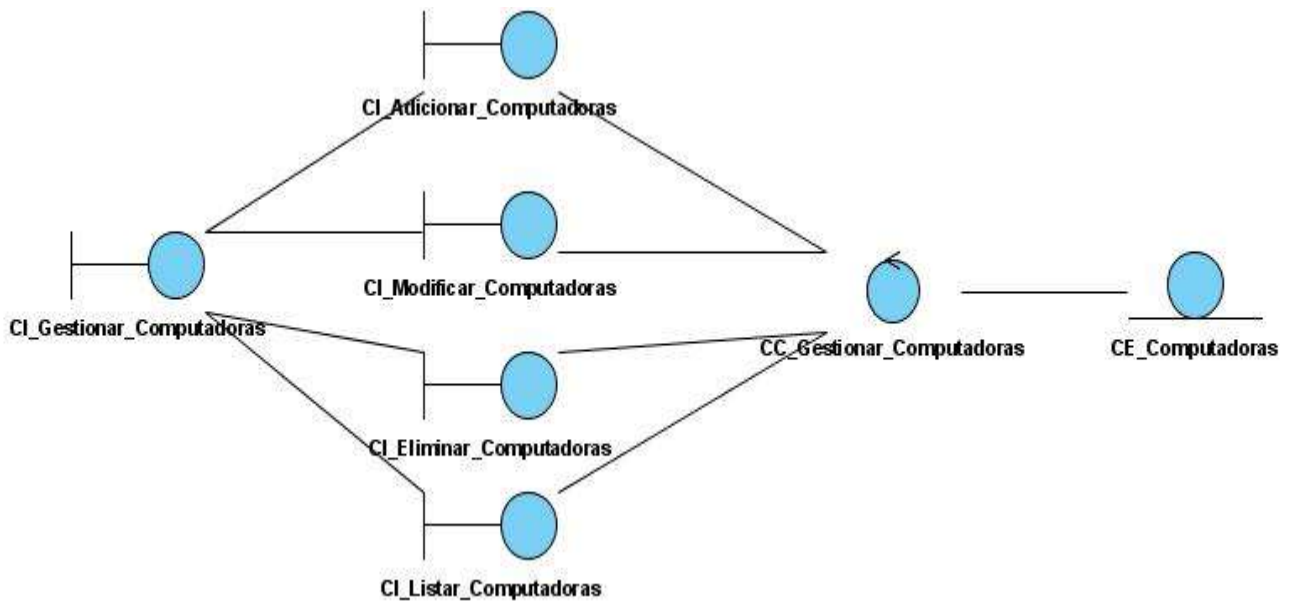 CI_Adicionar_Computadoras
CI_Modificar_Computadoras
CI_Gestionar_Computadoras
CC_Gestionar_Computadoras
CE_Computadoras
CI_Eliminar_Computadoras
CI_Listar_Computadoras